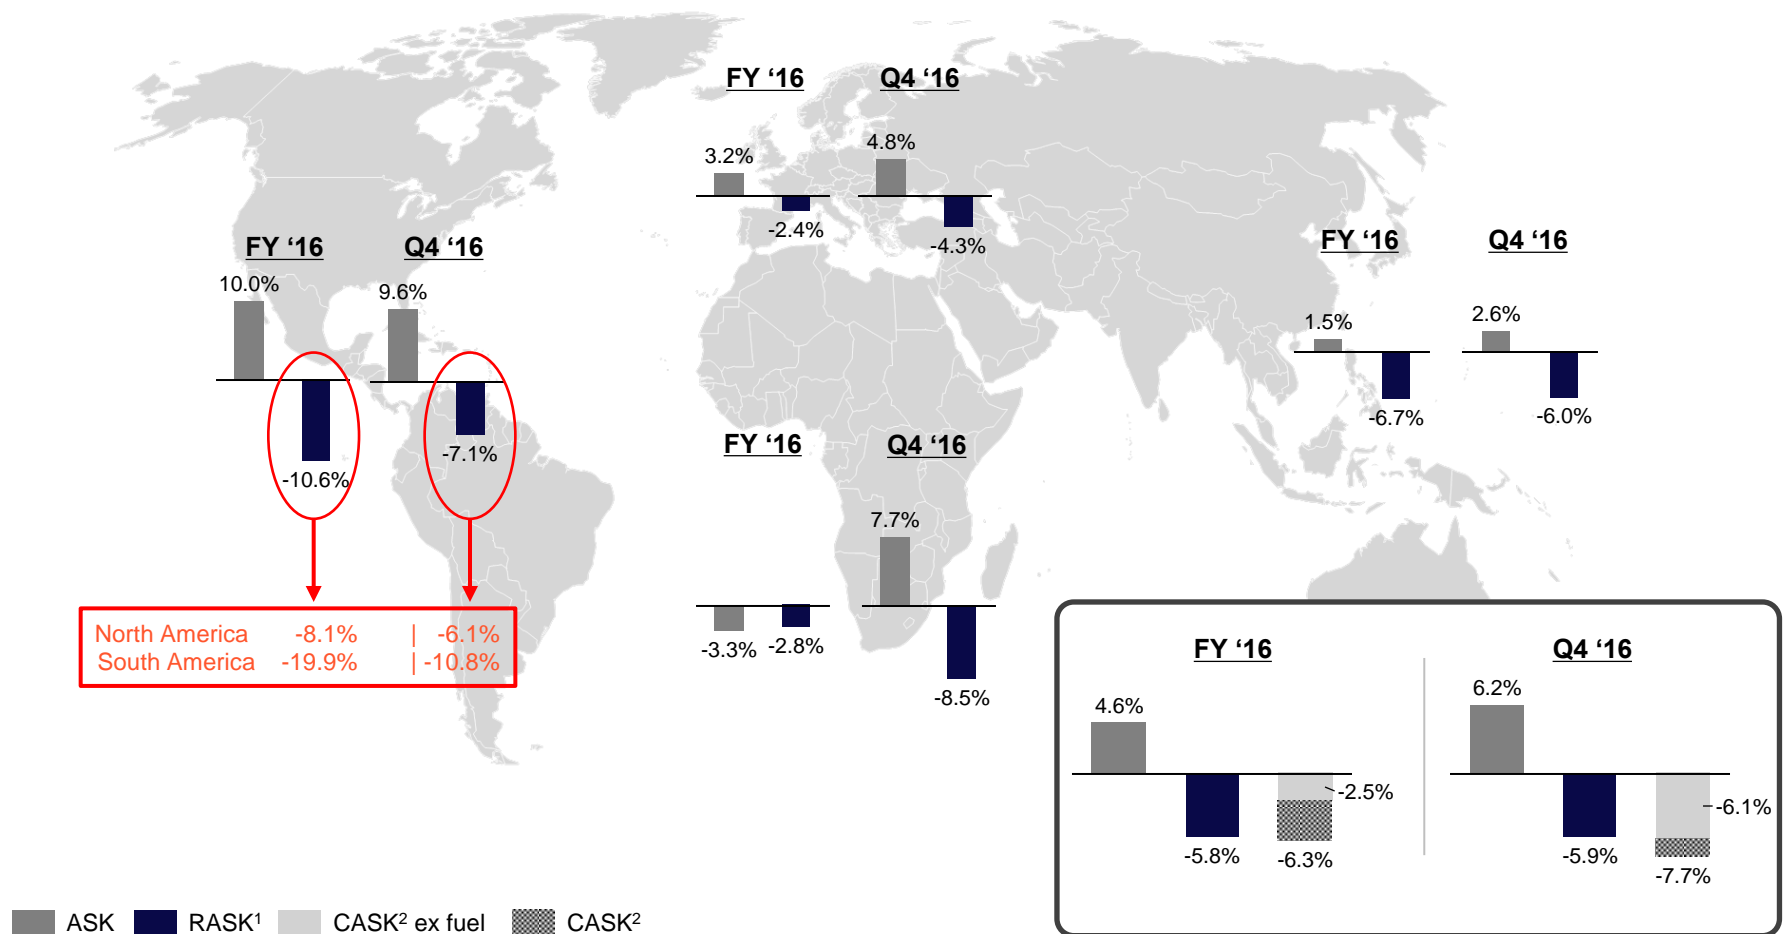 FY ‘16 Q4 ‘16
4.8%
3.2%
-2.4%
-4.3%
FY ‘16 Q4 ‘16
10.0%
9.6%
-7.1%
-10.6%
FY ‘16 Q4 ‘16
2.6%
1.5%
-6.7% -6.0%
FY ‘16 Q4 ‘16
7.7%
-3.3% -2.8%
-8.5%
North America -8.1% | -6.1%
South America -19.9% | -10.8%
FY ‘16 Q4 ‘16
4.6% 6.2%
-2.5% -6.1%
-5.8% -6.3% -5.9%
-7.7%
ASK RASK¹ CASK² ex fuel CASK²